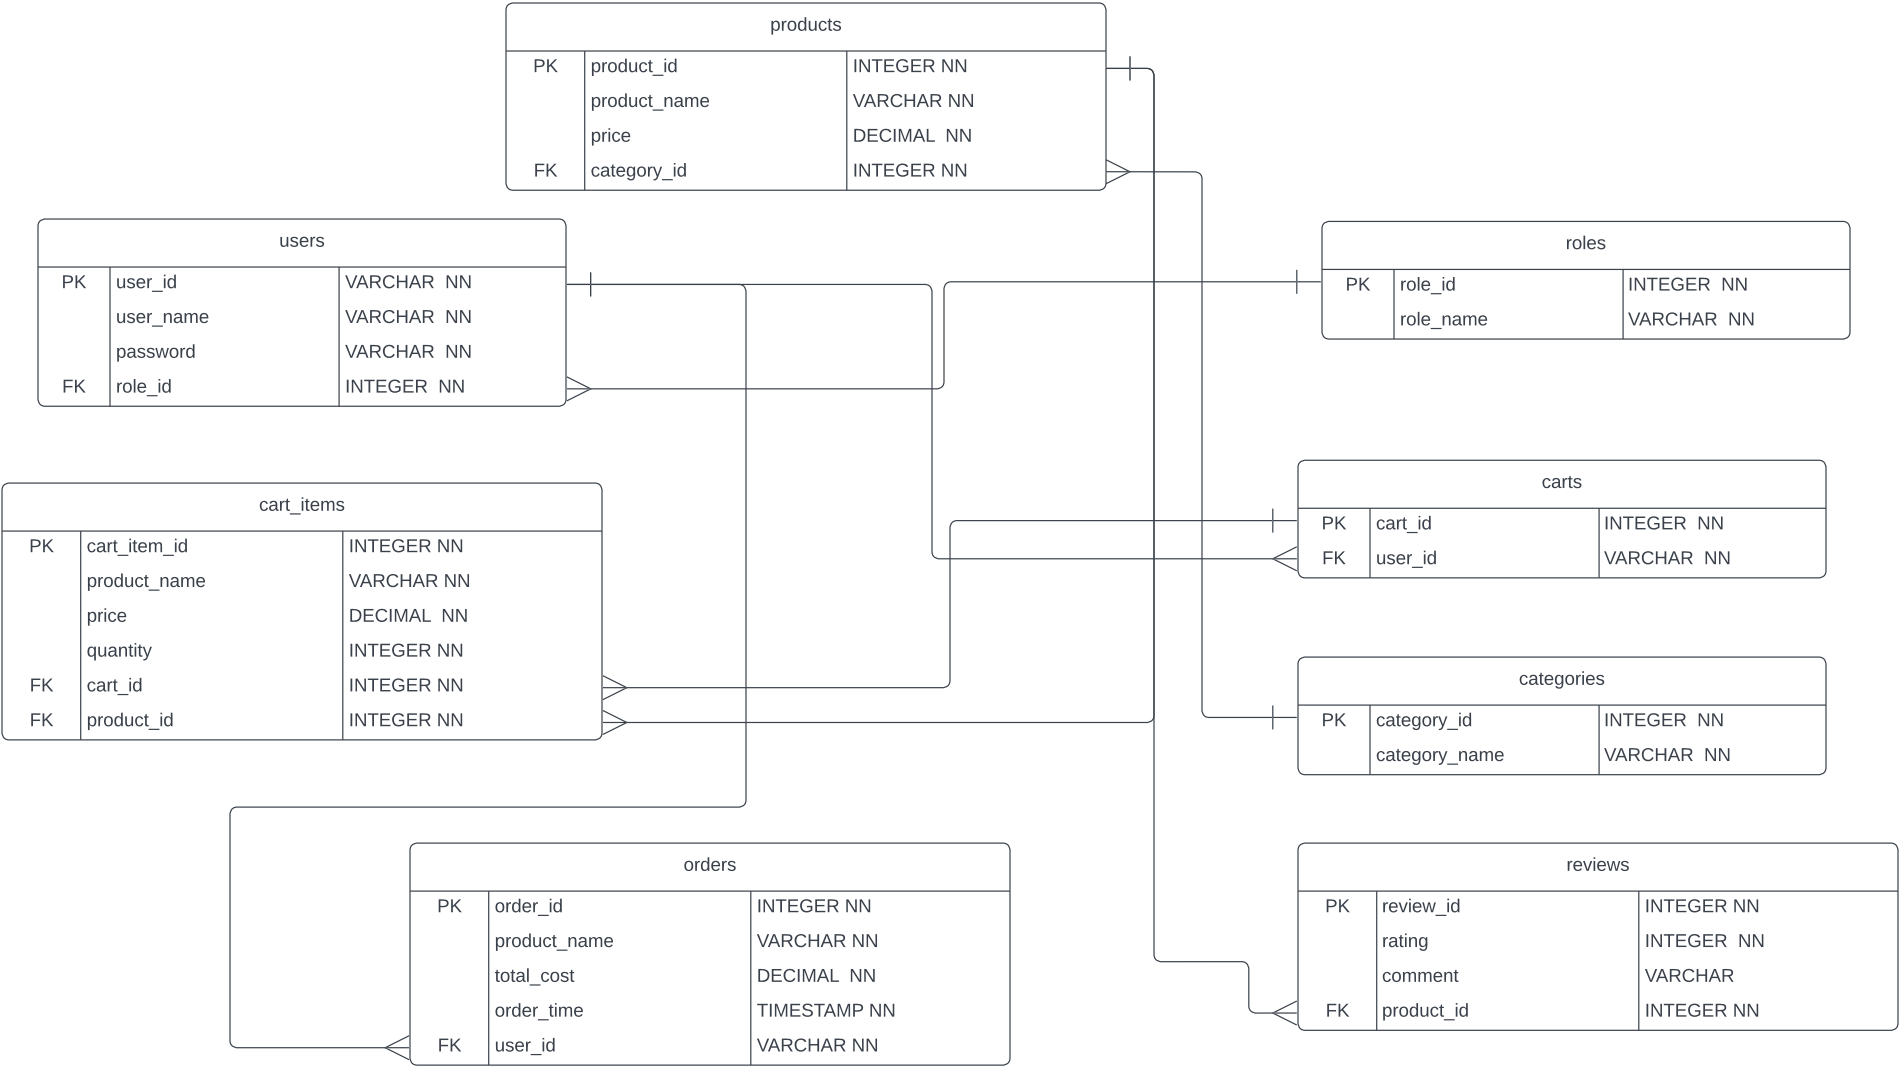 products
PK product_id INTEGER NN
product_name VARCHAR NN
price DECIMAL  NN
FK category_id INTEGER NN
users
PK user_id VARCHAR  NN
user_name VARCHAR  NN
password VARCHAR  NN
FK role_id INTEGER  NN
roles
PK role_id INTEGER  NN
role_name VARCHAR  NN
cart_items
PK cart_item_id INTEGER NN
product_name VARCHAR NN
price DECIMAL  NN
quantity INTEGER NN
FK cart_id INTEGER NN
FK product_id INTEGER NN
carts
PK cart_id INTEGER  NN
FK user_id VARCHAR  NN
categories
PK category_id INTEGER  NN
category_name VARCHAR  NN
orders
PK order_id INTEGER NN
product_name VARCHAR NN
total_cost DECIMAL  NN
order_time TIMESTAMP NN
FK user_id VARCHAR NN
reviews
PK review_id INTEGER NN
rating INTEGER  NN
comment VARCHAR
FK product_id INTEGER NN